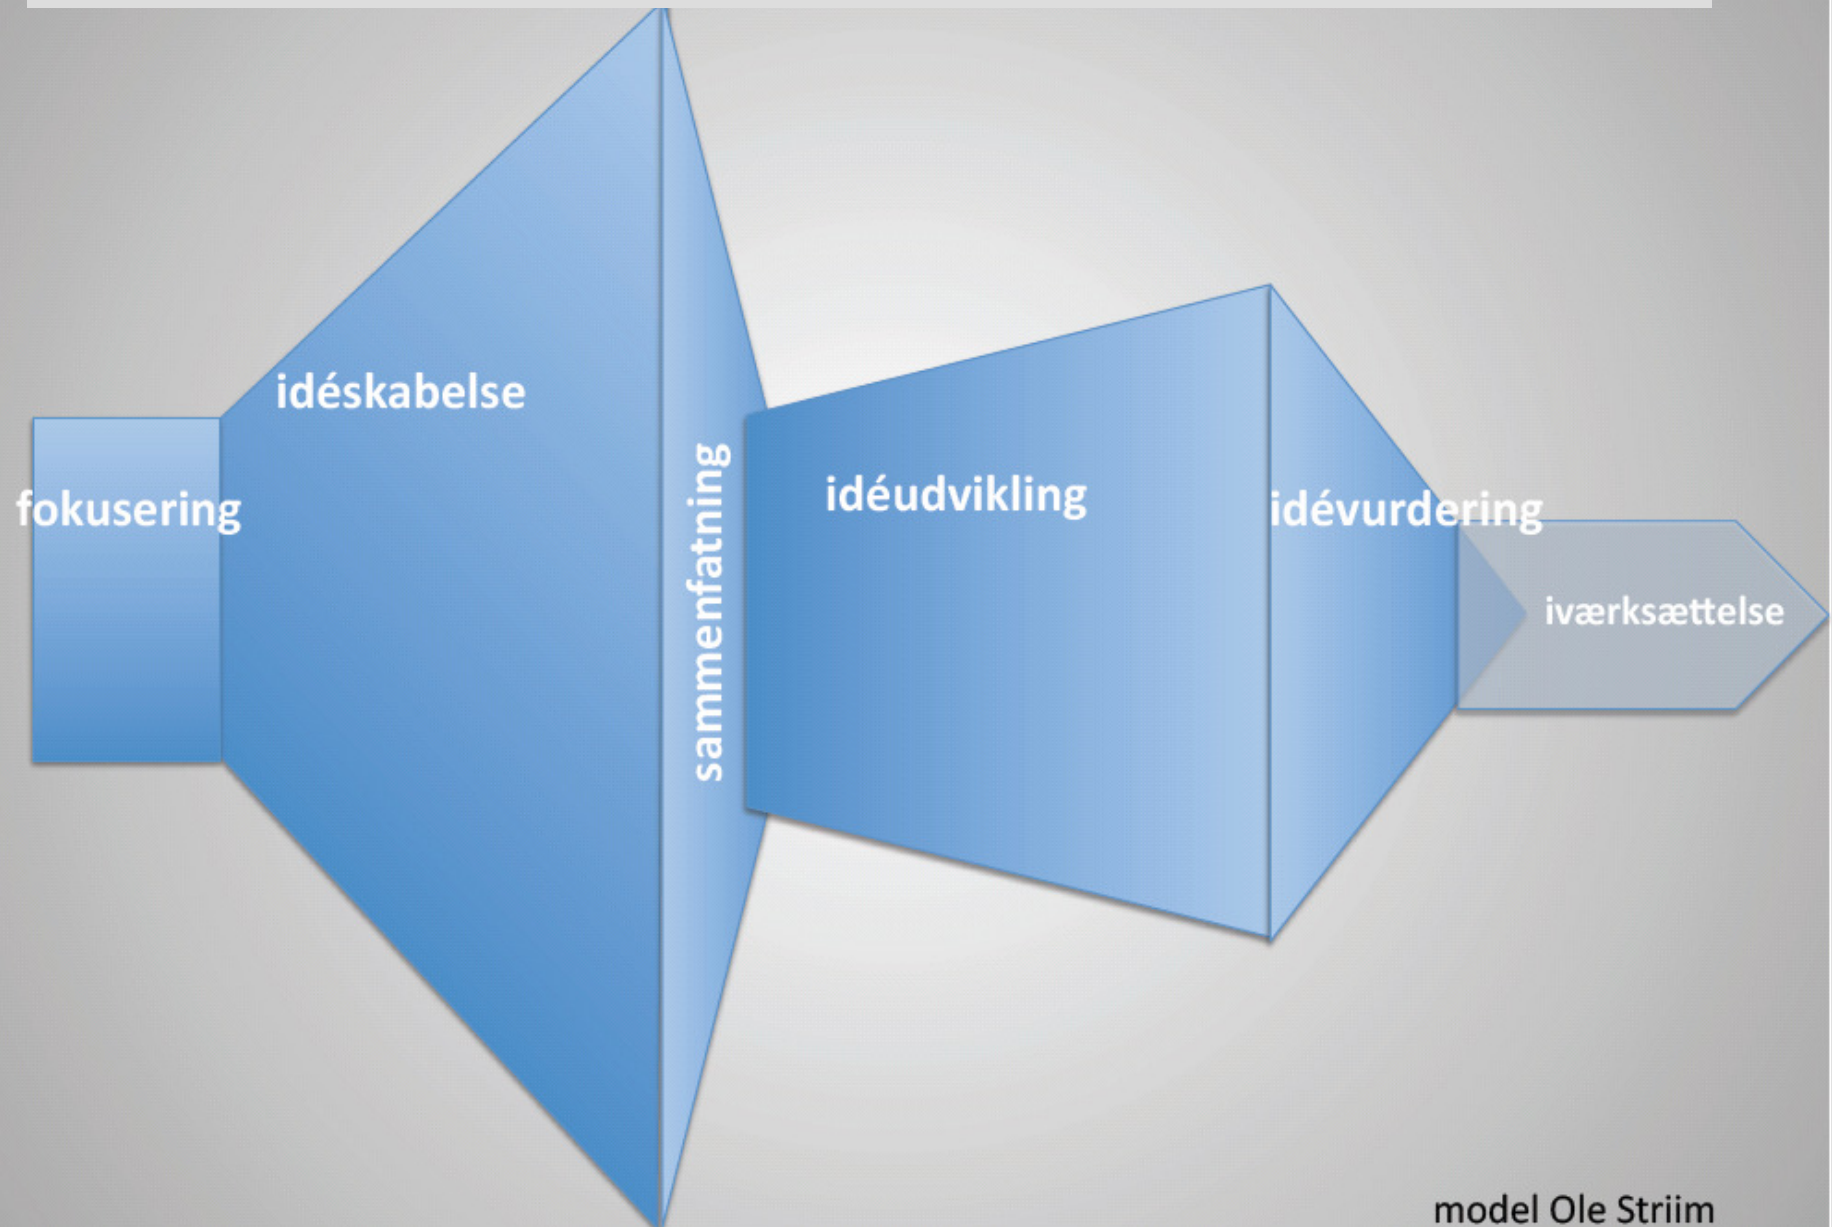 fokusering
idéskabelse
sammenfatning
idéudvikling
idévurdering
iværksættelse
model Ole Striim